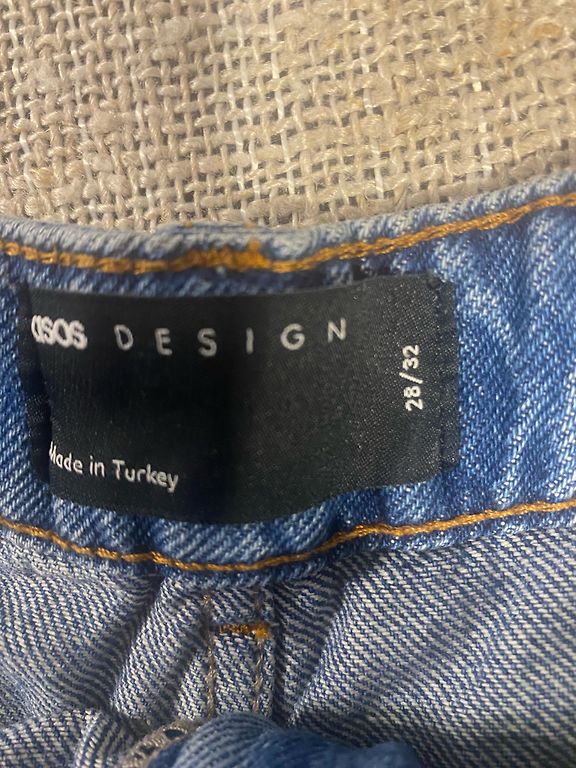 asos DESIGN
28/32
Made in Turkey